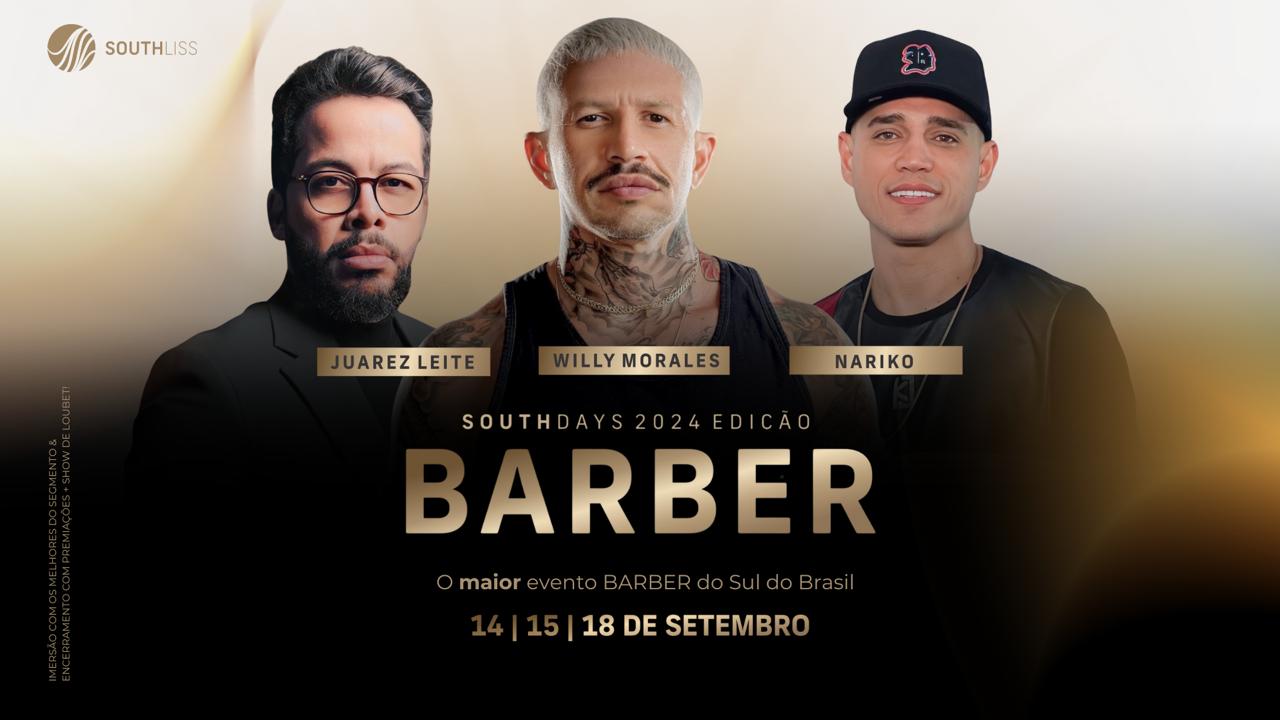 SOUTHLISS
JUAREZ LEITE
WILLY MORALES
NARIKO
SOUTHDAYS 2024 EDICÃO
BARBER
O maior evento BARBER do Sul do Brasil
14 | 15 | 18 DE SETEMBRO
IMERSÃO COM OS MELHORES DO SEGMENTO &
ENCERRAMENTO COM PREMIAÇÕES + SHOW DE LOUBET!